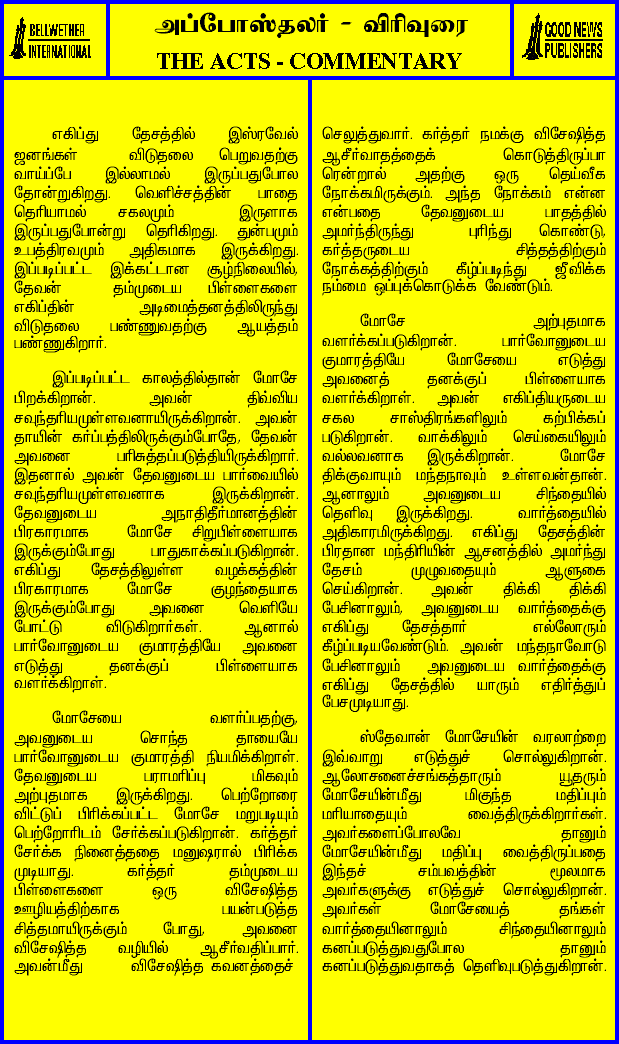 BELLWETHER
INTERNATIONAL
அப்போஸ்தலர் - விரிவுரை
THE ACTS - COMMENTARY
GOOD NEWS
PUBLISHERS
எகிப்து தேசத்தில் இஸ்ரவேல்
ஜனங்கள் விடுதலை பெறுவதற்கு
வாய்ப்பே இல்லாமல் இருப்பதுபோல
தோன்றுகிறது. வெளிச்சத்தின் பாதை
தெரியாமல் சகலமும் இருளாக
இருப்பதுபோன்று தெரிகிறது. துன்பமும்
உபத்திரவமும் அதிகமாக இருக்கிறது.
இப்படிப்பட்ட இக்கட்டான சூழ்நிலையில்,
தேவன் தம்முடைய பிள்ளைகளை
எகிப்தின் அடிமைத்தனத்திலிருந்து
விடுதலை பண்ணுவதற்கு ஆயத்தம்
பண்ணுகிறார்.
இப்படிப்பட்ட காலத்தில்தான் மோசே
பிறக்கிறான். அவன் திவ்விய
சவுந்தரியமுள்ளவனாயிருக்கிறான். அவன்
தாயின் கர்ப்பத்திலிருக்கும்போதே, தேவன்
அவனை பரிசுத்தப்படுத்தியிருக்கிறார்.
இதனால் அவன் தேவனுடைய பார்வையில்
சவுந்தரியமுள்ளவனாக இருக்கிறான்.
தேவனுடைய அநாதிதீர்மானத்தின்
பிரகாரமாக மோசே சிறுபிள்ளையாக
இருக்கும்போது பாதுகாக்கப்படுகிறான்.
எகிப்து தேசத்திலுள்ள வழக்கத்தின்
பிரகாரமாக மோசே குழந்தையாக
இருக்கும்போது அவனை வெளியே
போட்டு விடுகிறார்கள். ஆனால்
பார்வோனுடைய குமாரத்தியே அவனை
எடுத்து தனக்குப் பிள்ளையாக
வளர்க்கிறாள்.
மோசேயை வளர்ப்பதற்கு,
அவனுடைய சொந்த தாயையே
பார்வோனுடைய குமாரத்தி நியமிக்கிறாள்.
தேவனுடைய பராமரிப்பு மிகவும்
அற்புதமாக இருக்கிறது. பெற்றோரை
விட்டுப் பிரிக்கப்பட்ட மோசே மறுபடியும்
பெற்றோரிடம் சேர்க்கப்படுகிறான். கர்த்தர்
சேர்க்க நினைத்ததை மனுஷரால் பிரிக்க
முடியாது. கர்த்தர் தம்முடைய
பிள்ளைகளை ஒரு விசேஷித்த
ஊழியத்திற்காக பயன்படுத்த
சித்தமாயிருக்கும் போது, அவனை
விசேஷித்த வழியில் ஆசீர்வதிப்பார்.
அவன்மீது விசேஷித்த கவனத்தைச்
செலுத்துவார். கர்த்தர் நமக்கு விசேஷித்த
ஆசீர்வாதத்தைக் கொடுத்திருப்பா
ரென்றால் அதற்கு ஒரு தெய்வீக
நோக்கமிருக்கும். அந்த நோக்கம் என்ன
என்பதை தேவனுடைய பாதத்தில்
அமர்ந்திருந்து புரிந்து கொண்டு,
கர்த்தருடைய சித்தத்திற்கும்
நோக்கத்திற்கும் கீழ்ப்படிந்து ஜீவிக்க
நம்மை ஒப்புக்கொடுக்க வேண்டும்.
மோசே அற்புதமாக
வளர்க்கப்படுகிறான். பார்வோனுடைய
குமாரத்தியே மோசேயை எடுத்து
அவனைத் தனக்குப் பிள்ளையாக
வளர்க்கிறாள். அவன் எகிப்தியருடைய
சகல சாஸ்திரங்களிலும் கற்பிக்கப்
படுகிறான். வாக்கிலும் செய்கையிலும்
வல்லவனாக இருக்கிறான். மோசே
திக்குவாயும் மந்தநாவும் உள்ளவன்தான்.
ஆனாலும் அவனுடைய சிந்தையில்
தெளிவு இருக்கிறது. வார்த்தையில்
அதிகாரமிருக்கிறது. எகிப்து தேசத்தின்
பிரதான மந்திரியின் ஆசனத்தில் அமர்ந்து
தேசம் முழுவதையும் ஆளுகை
செய்கிறான். அவன் திக்கி திக்கி
பேசினாலும், அவனுடைய வார்த்தைக்கு
எகிப்து தேசத்தார் எல்லோரும்
கீழ்ப்படியவேண்டும். அவன் மந்தநாவோடு
பேசினாலும் அவனுடைய வார்த்தைக்கு
எகிப்து தேசத்தில் யாரும் எதிர்த்துப்
பேசமுடியாது.
ஸ்தேவான் மோசேயின் வரலாற்றை
இவ்வாறு எடுத்துச் சொல்லுகிறான்.
ஆலோசனைச்சங்கத்தாரும் யூதரும்
மோசேயின்மீது மிகுந்த மதிப்பும்
மரியாதையும் வைத்திருக்கிறார்கள்.
அவர்களைப்போலவே தானும்
மோசேயின்மீது மதிப்பு வைத்திருப்பதை
இந்தச் சம்பவத்தின் மூலமாக
அவர்களுக்கு எடுத்துச் சொல்லுகிறான்.
அவர்கள் மோசேயைத் தங்கள்
வார்த்தையினாலும் சிந்தையினாலும்
கனப்படுத்துவதுபோல தானும்
கனப்படுத்துவதாகத் தெளிவுபடுத்துகிறான்.